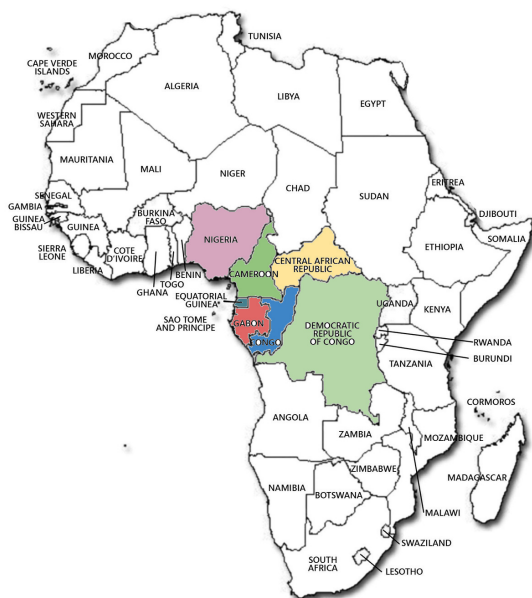 TUNISIA
MOROCCO
CAPE VERDE
ISLANDS
ALGERIA
LIBYA
EGYPT
WESTERN
SAHARA
MAURITANIA
MALI
NIGER
CHAD
SUDAN
ERITREA
SENEGAL
GAMBIA
GUINEA
BISSAU
GUINEA
BURKINA
FASO
DJIBOUTI
SOMALIA
ETHIOPIA
NIGERIA
SIERRA
LEONE
COTE
D'IVOIRE
LIBERIA
GHANA
TOGO
BENIN
CAMEROON
CENTRAL AFRICAN
REPUBLIC
EQUATORIAL
GUINEA
SAO TOME
AND PRINCIPE
GABON
CONGO
DEMOCRATIC
REPUBLIC
OF CONGO
UGANDA
KENYA
RWANDA
BURUNDI
TANZANIA
CORMOROS
ANGOLA
ZAMBIA
MOZAMBIQUE
MADAGASCAR
MALAWI
ZIMBABWE
NAMIBIA
BOTSWANA
SWAZILAND
SOUTH
AFRICA
LESOTHO